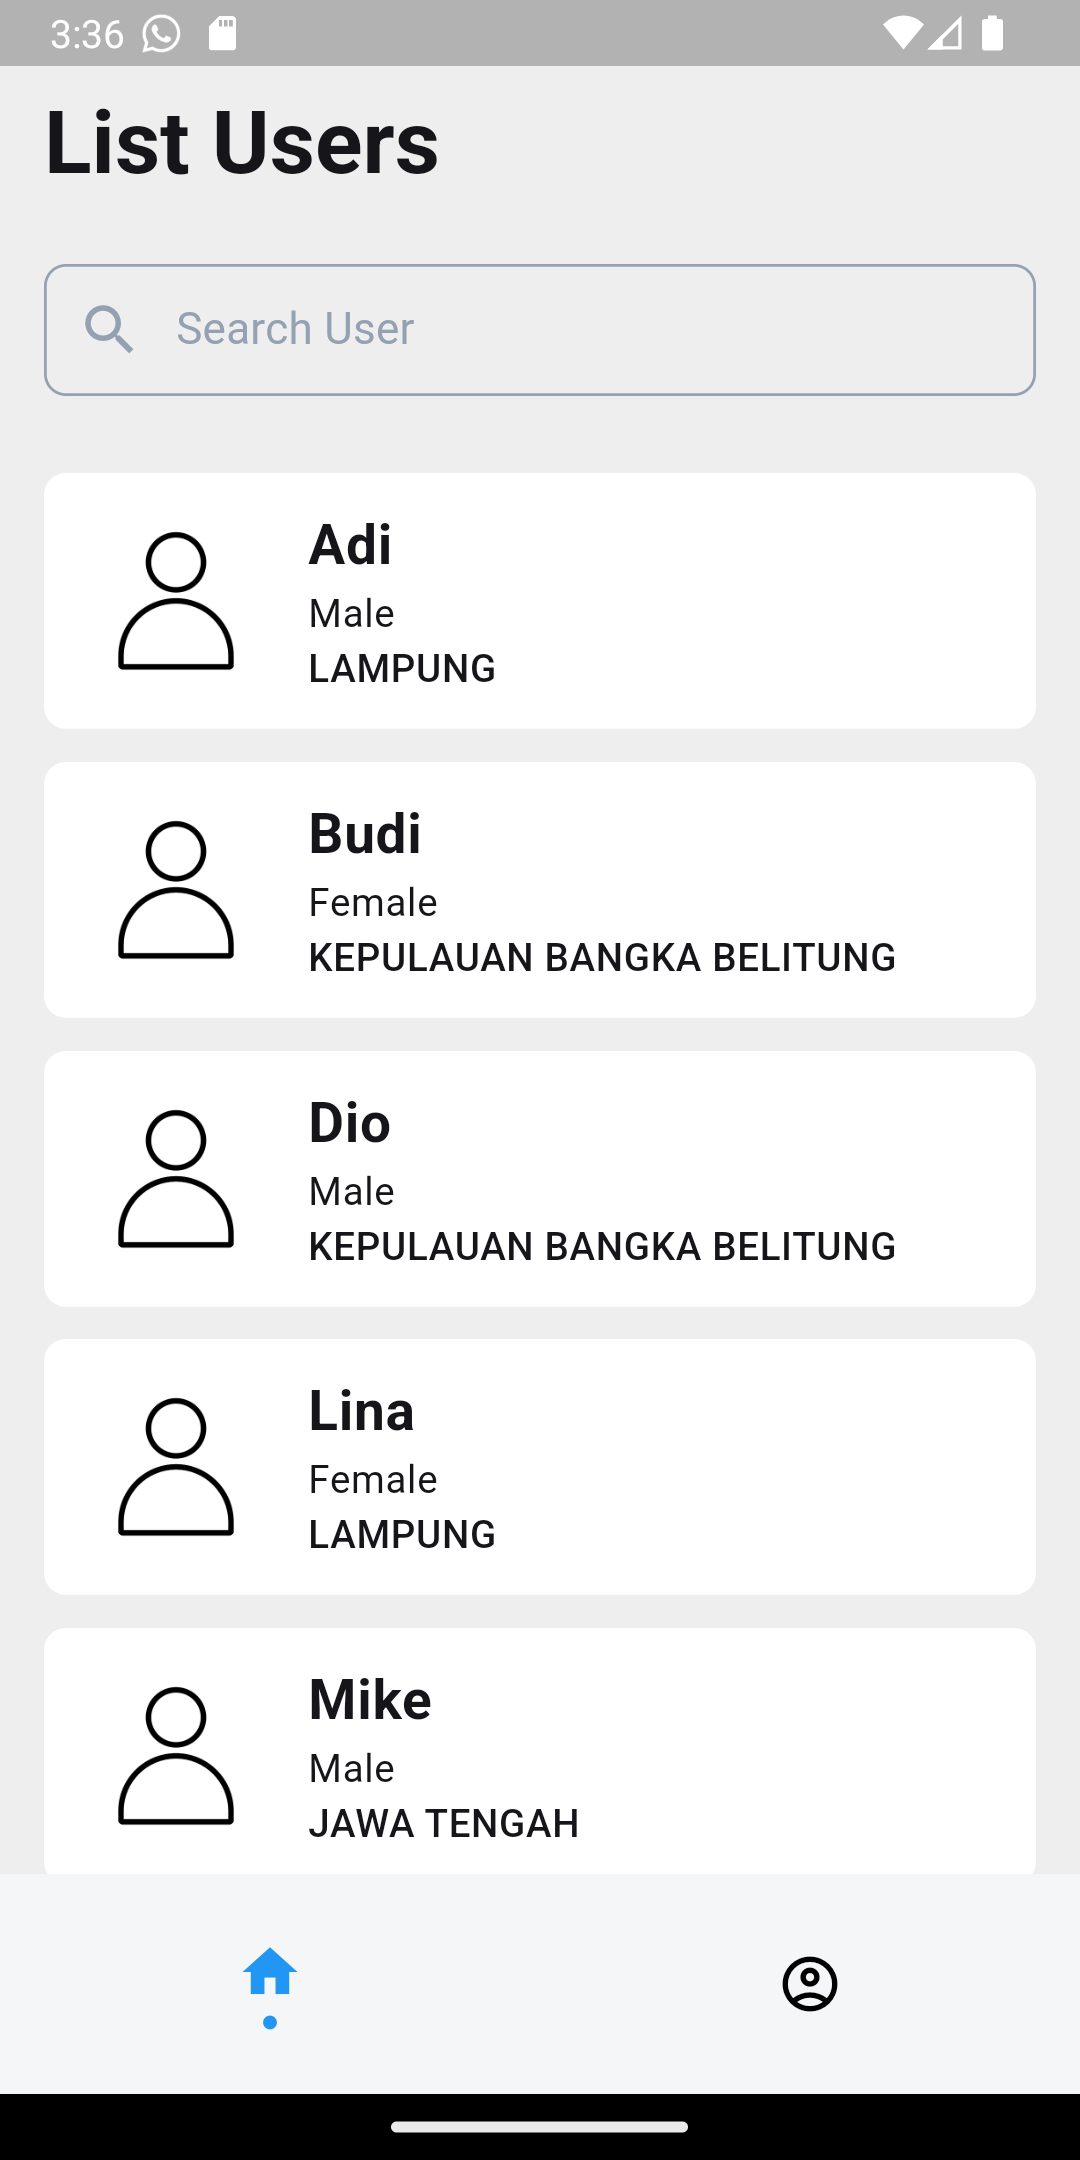 3:36
List Users
Search User
Adi
Male
LAMPUNG
Budi
Female
KEPULAUAN BANGKA BELITUNG
Dio
Male
KEPULAUAN BANGKA BELITUNG
Lina
Female
LAMPUNG
Mike
Male
JAWA TENGAH